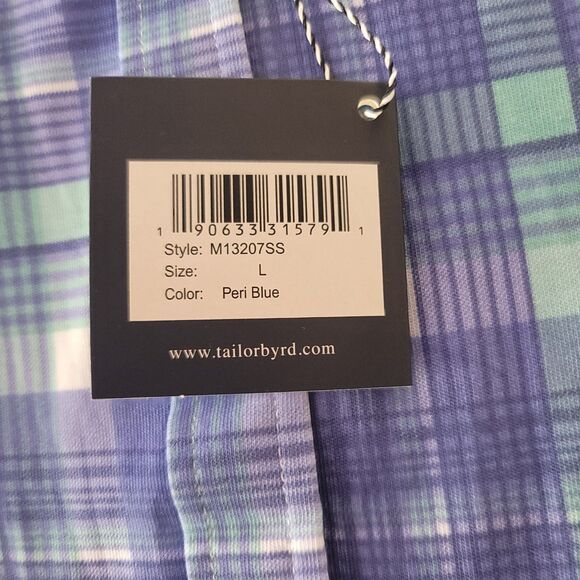 1 90633 31579 1
Style: M13207SS
Size: L
Color: Peri Blue
www.tailorbyrd.com